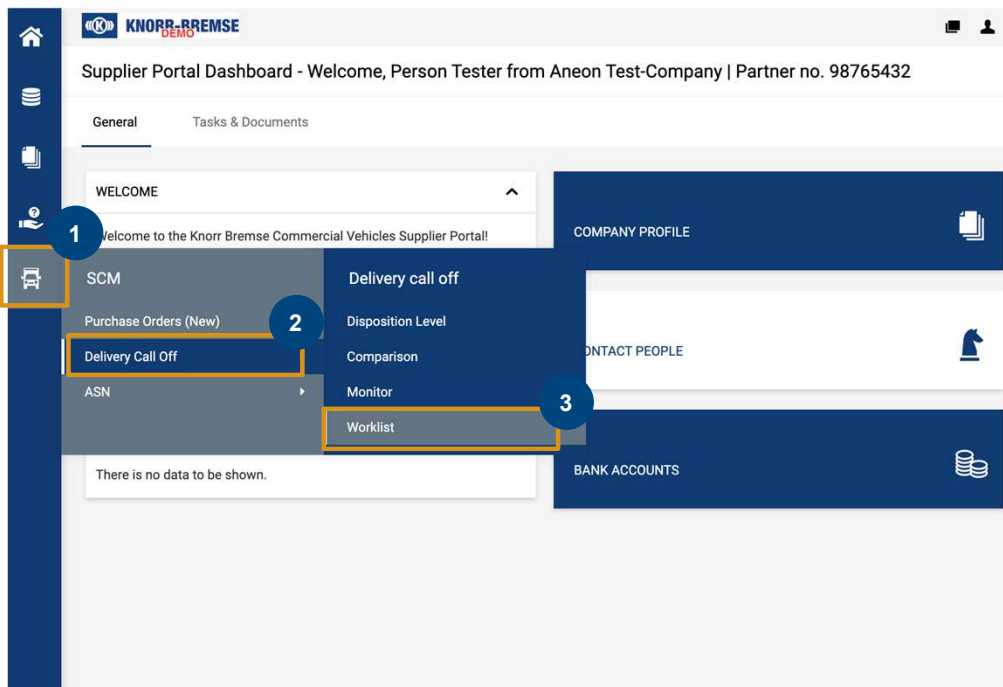 KNORR-BREMSE
DEMO
Supplier Portal Dashboard - Welcome, Person Tester from Aneon Test-Company | Partner no. 98765432
General Tasks & Documents
WELCOME
Welcome to the Knorr Bremse Commercial Vehicles Supplier Portal!
COMPANY PROFILE
1
SCM
Delivery call off
Purchase Orders (New)
2
Disposition Level
Delivery Call Off
Comparison
CONTACT PEOPLE
ASN
Monitor
3
Worklist
There is no data to be shown.
BANK ACCOUNTS